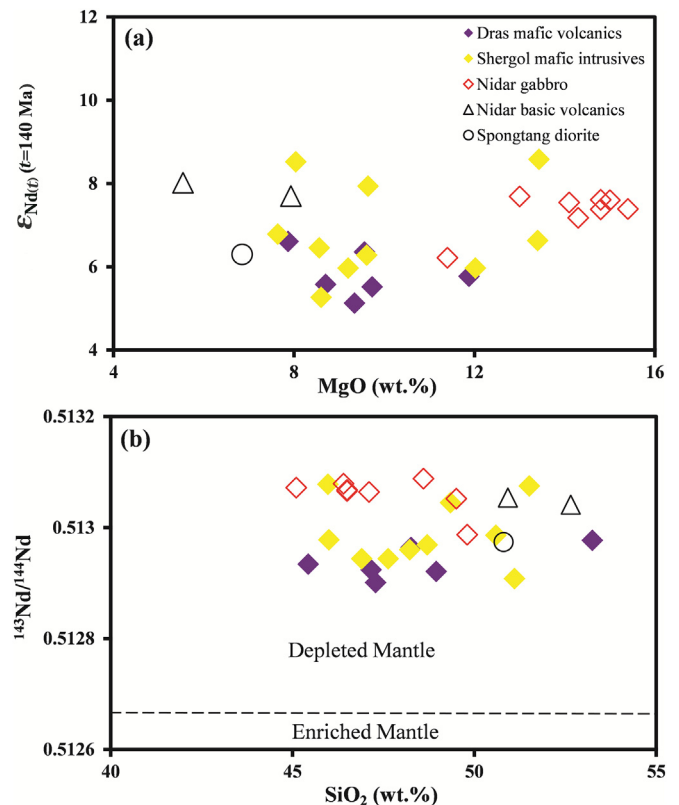 (a)
Dras mafic volcanics
Shergol mafic intrusives
Nidar gabbro
Nidar basic volcanics
Spongtang diorite
12
10
8
6
4
εNd(t) (t=140 Ma)
4 8 12 16
MgO (wt.%)
(b)
0.5132
0.513
0.5128
0.5126
143Nd/144Nd
Depleted Mantle
Enriched Mantle
40 45 50 55
SiO2 (wt.%)